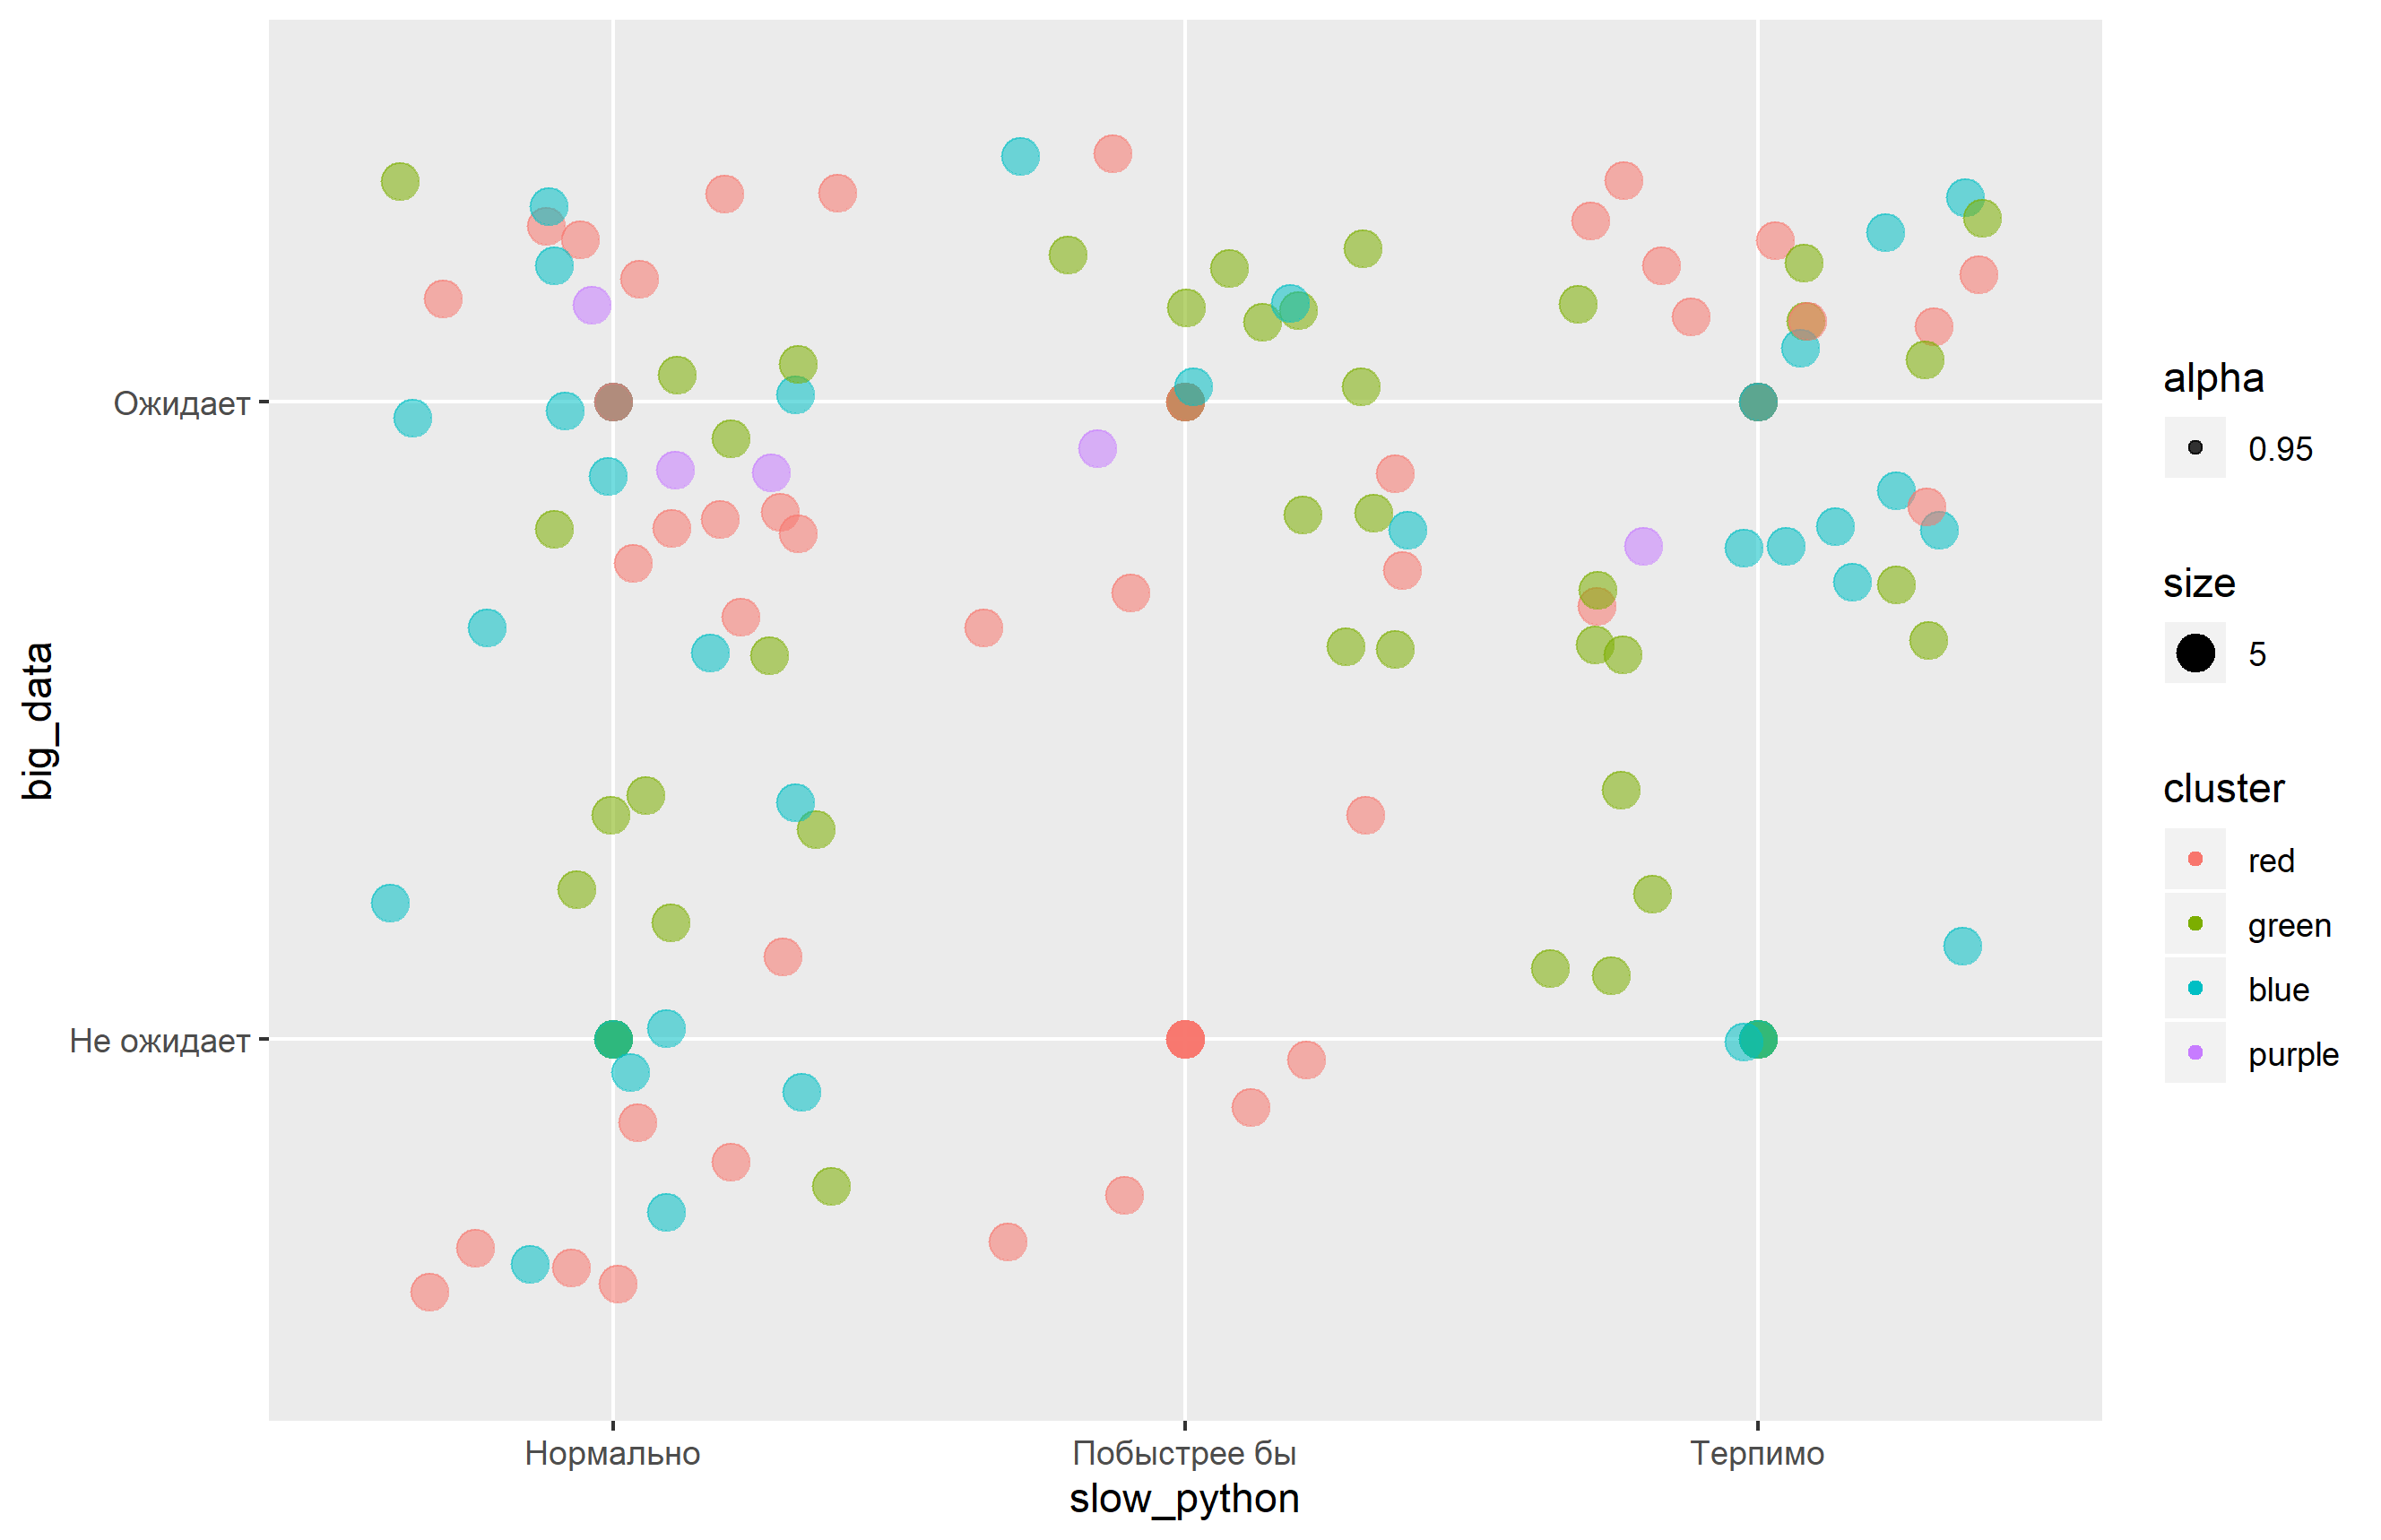 big_data
Ожидает
Не ожидает
Нормально
Побыстрее бы
Терпимо
slow_python
alpha
0.95
size
5
cluster
red
green
blue
purple